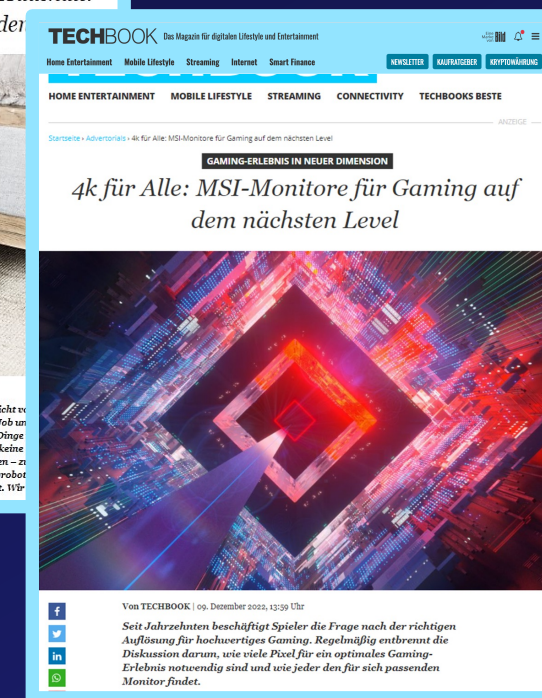 TECHBOOK Das Magazin für digitalen Lifestyle und Entertainment
Bild
Home Entertainment Mobile Lifestyle Streaming Internet Smart Finance
NEWSLETTER KAUFRATGEBER KRYPTOWÄHRUNG
HOME ENTERTAINMENT MOBILE LIFESTYLE STREAMING CONNECTIVITY TECHBOOKS BESTE
ANZEIGE
Startseite › Advertorials › 4k für Alle: MSI-Monitore für Gaming auf dem nächsten Level
GAMING-ERLEBNIS IN NEUER DIMENSION
4k für Alle: MSI-Monitore für Gaming auf
dem nächsten Level
Von TECHBOOK | 09. Dezember 2022, 13:59 Uhr
Seit Jahrzehnten beschäftigt Spieler die Frage nach der richtigen
Auflösung für hochwertiges Gaming. Regelmäßig entbrennt die
Diskussion darum, wie viele Pixel für ein optimales Gaming-
Erlebnis notwendig sind und wie jeder den für sich passenden
Monitor findet.
Dinge
keine